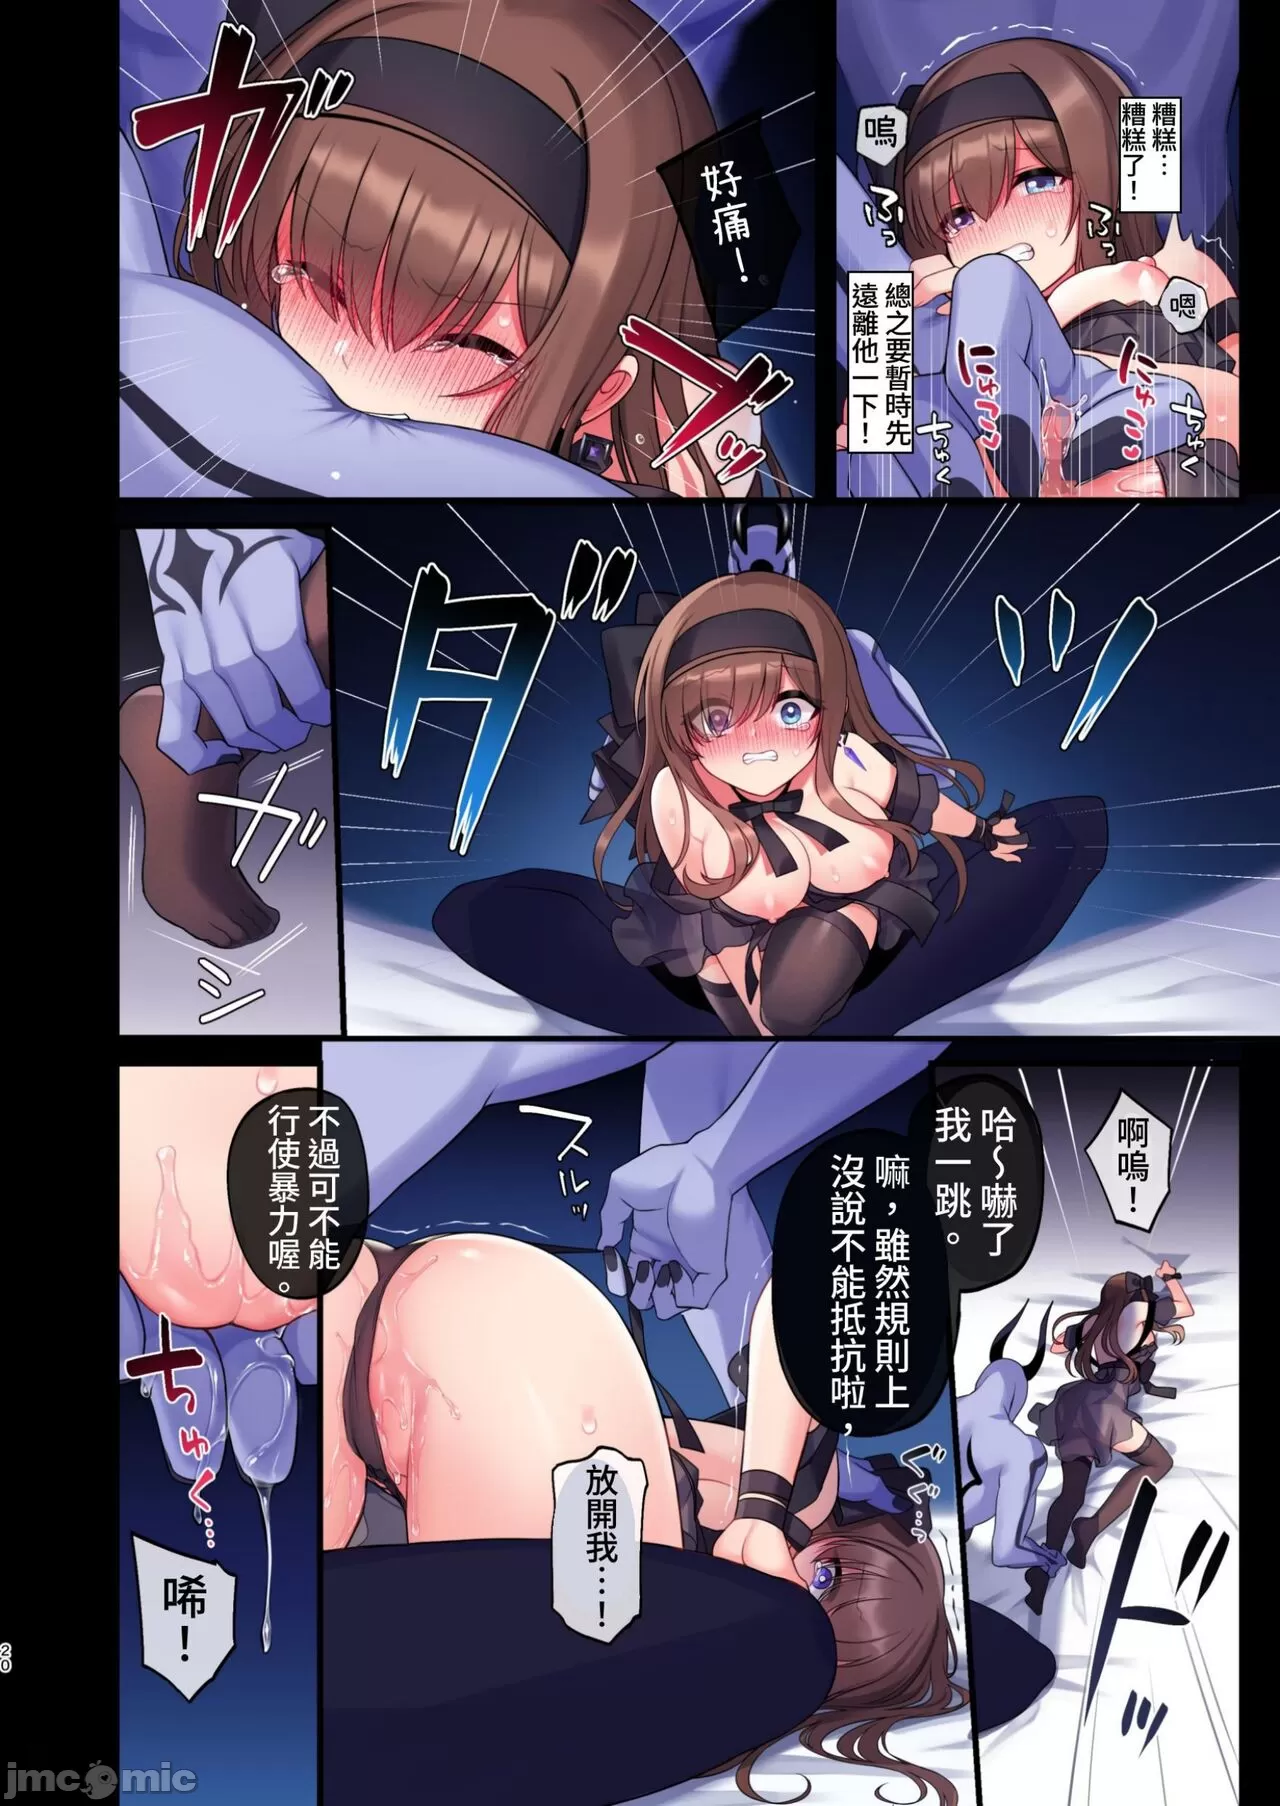 糟糕…
糟糕了！
嗚
ふっ
ふっ
嗯
總之要暫時先
遠離他一下！
にゅこっ
にゅこっ
ちゅく
ちゅく
好痛！
ガ
ブッ
ッ
ダ
ガ
シ
啊嗚！
哈～嚇了
我一跳。
嘛，雖然規則上
沒說不能抵抗啦，
ドッ
スルッ
ぐぐ…っ
放開我…！
不過可不能
行使暴力喔。
ちゅく…
唏！
20
jmcomic